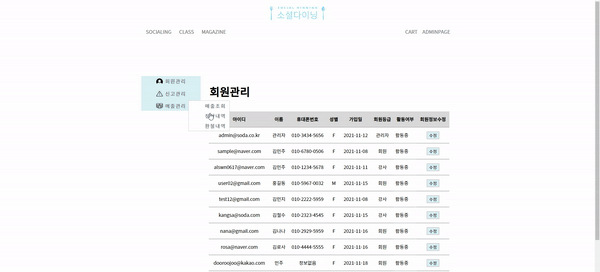 소셜다이닝
SOCIALING CLASS MAGAZINE CART ADMINPAGE
회원관리
신고관리
매출관리
매출조회
환불내역
회원관리
아이디 이름 휴대폰번호 성별 가입일 회원등급 활동여부 회원정보수정
admin@soda.co.kr 관리자 010-3434-5656 F 2021-11-12 관리자 활동중 수정
sample@naver.com 김민주 010-6780-0506 F 2021-11-08 회원 활동중 수정
alswn0617@naver.com 김민주 010-1234-5678 F 2021-11-11 강사 활동중 수정
user02@gmail.com 홍길동 010-5967-0032 M 2021-11-15 회원 활동중 수정
test12@gmail.com 김민지 010-2222-5959 F 2021-11-08 강사 활동중 수정
kangsa@soda.com 김철수 010-2323-4545 F 2021-11-15 강사 활동중 수정
nana@gmail.com 김나나 010-2929-5959 F 2021-11-16 회원 활동중 수정
rosa@naver.com 김로사 010-4444-5555 F 2021-11-16 회원 활동중 수정
dooroojoo@kakao.com 민주 정보없음 F 2021-11-18 회원 활동중 수정